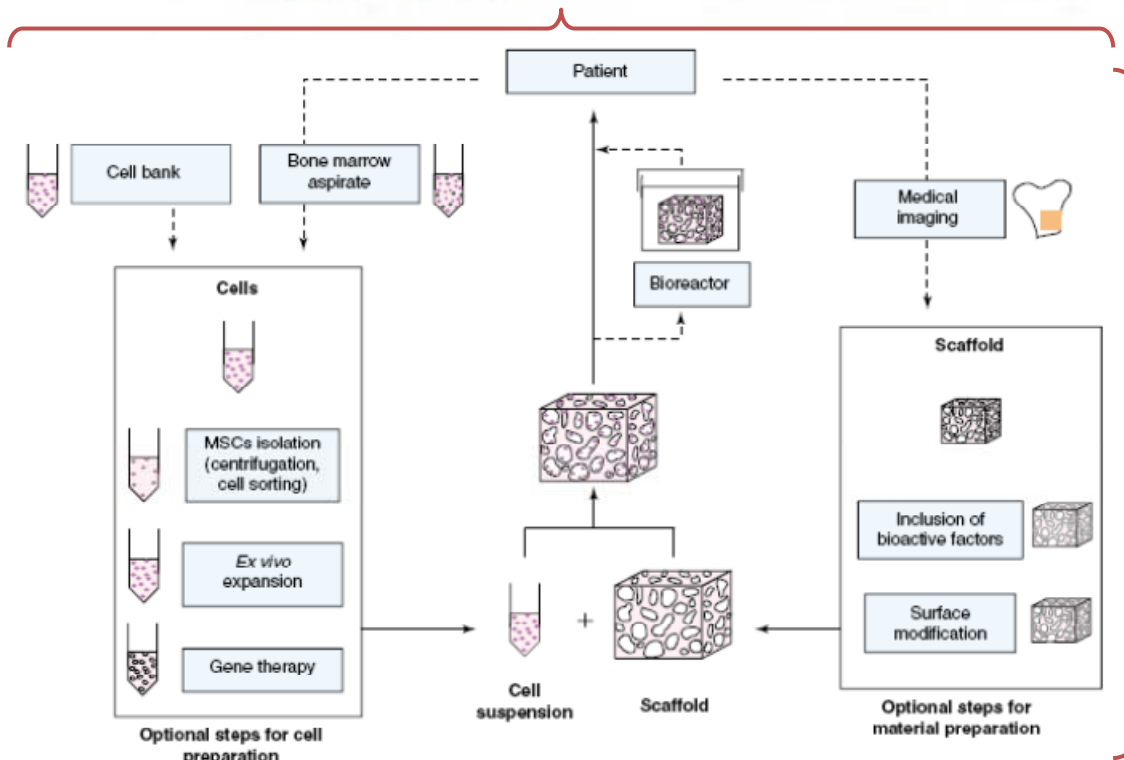 Patient
Cell bank
Bone marrow
aspirate
Medical
imaging
Bioreactor
Cells
MSCs isolation
(centrifugation,
cell sorting)
Ex vivo
expansion
Gene therapy
Optional steps for cell
preparation
+
Cell
suspension
Scaffold
Scaffold
Inclusion of
bioactive factors
Surface
modification
Optional steps for
material preparation